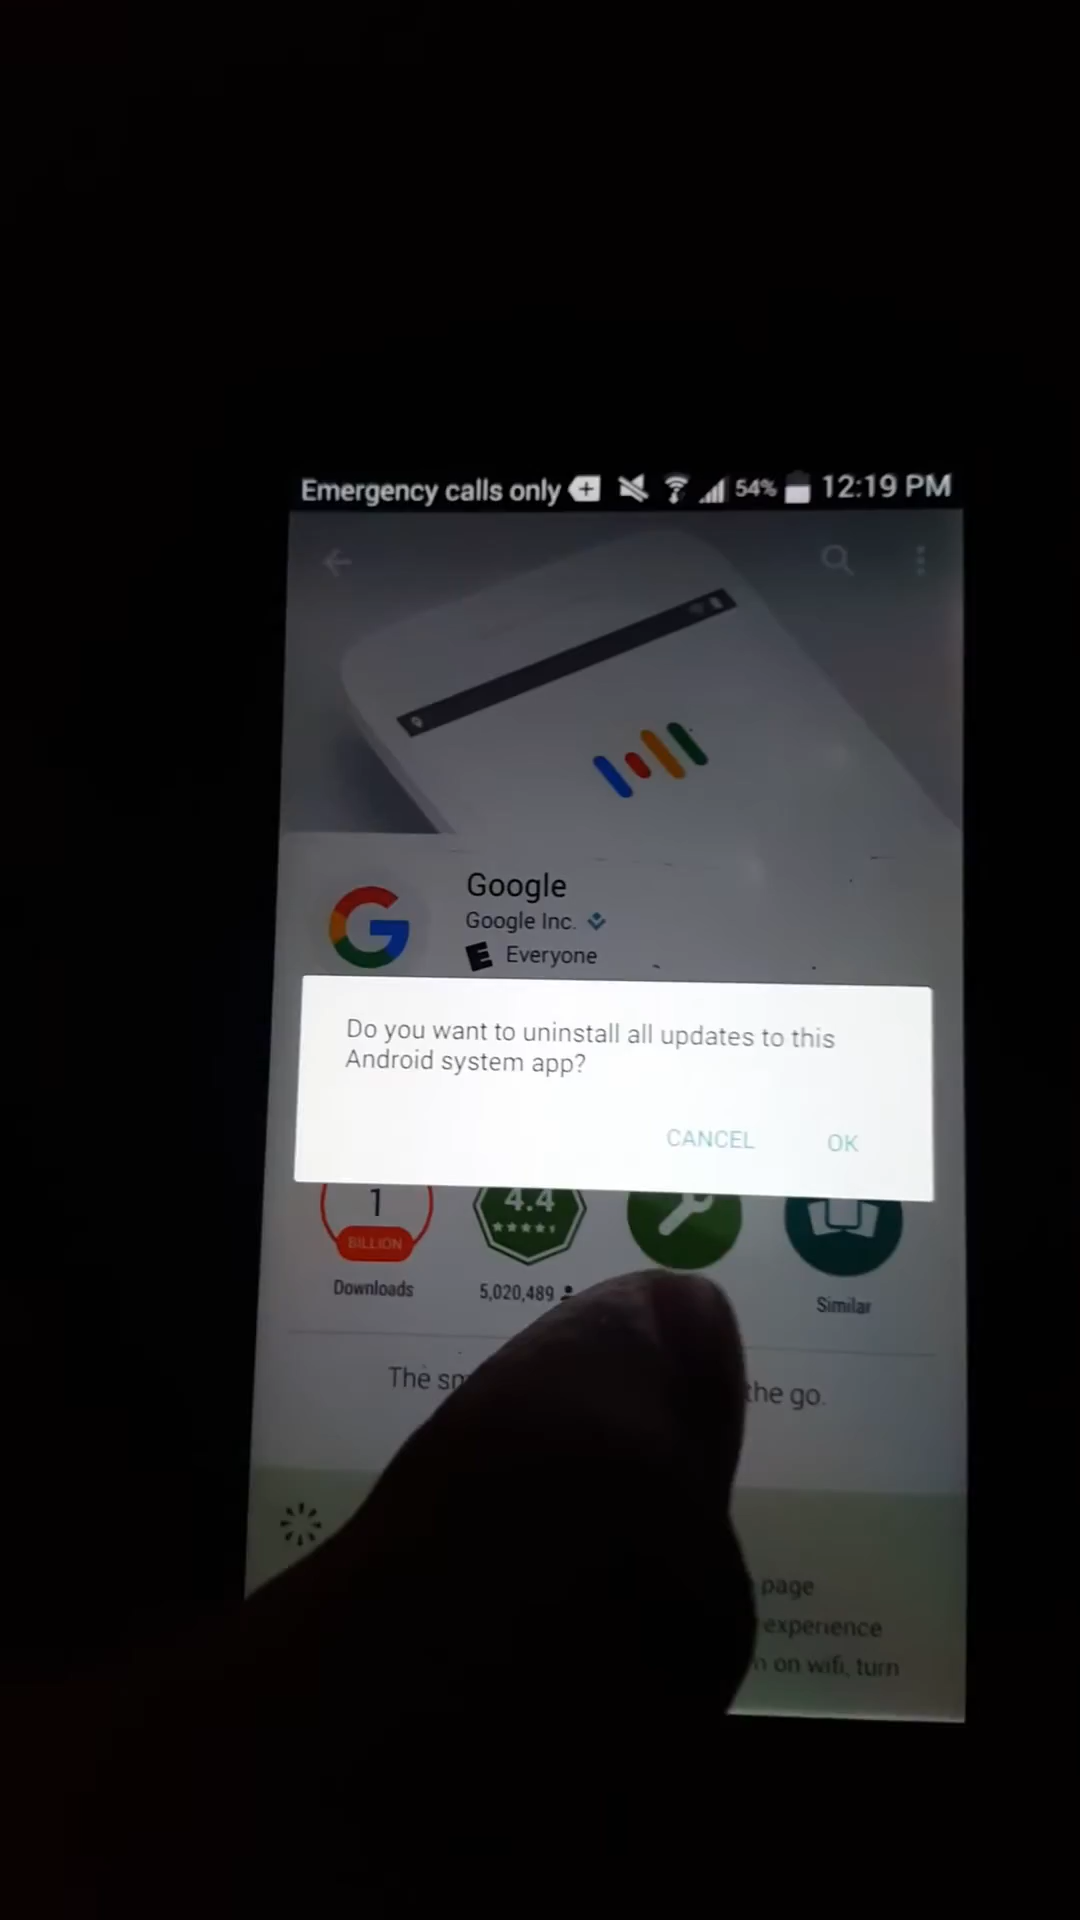 Emergency calls only 54% 12:19 PM
Google
Google Inc.
E Everyone
Do you want to uninstall all updates to this
Android system app?
CANCEL OK
1 4.4
BILLION
Downloads 5,020,489 Similar
The the go.
page
experience
on wifi, turn